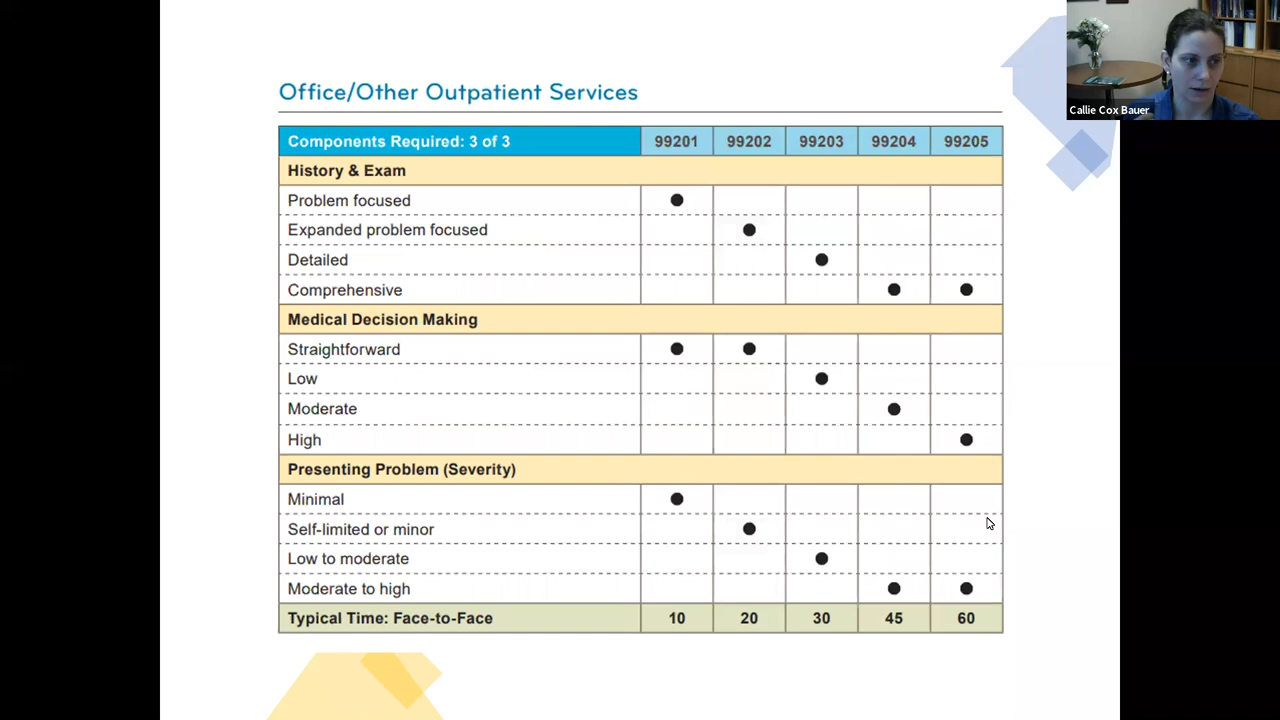 Office/Other Outpatient Services
Components Required: 3 of 3 99201 99202 99203 99204 99205
History & Exam
Problem focused
Expanded problem focused
Detailed
Comprehensive
Medical Decision Making
Straightforward
Low
Moderate
High
Presenting Problem (Severity)
Minimal
Self-limited or minor
Low to moderate
Moderate to high
Typical Time: Face-to-Face 10 20 30 45 60
Callie Cox Bauer